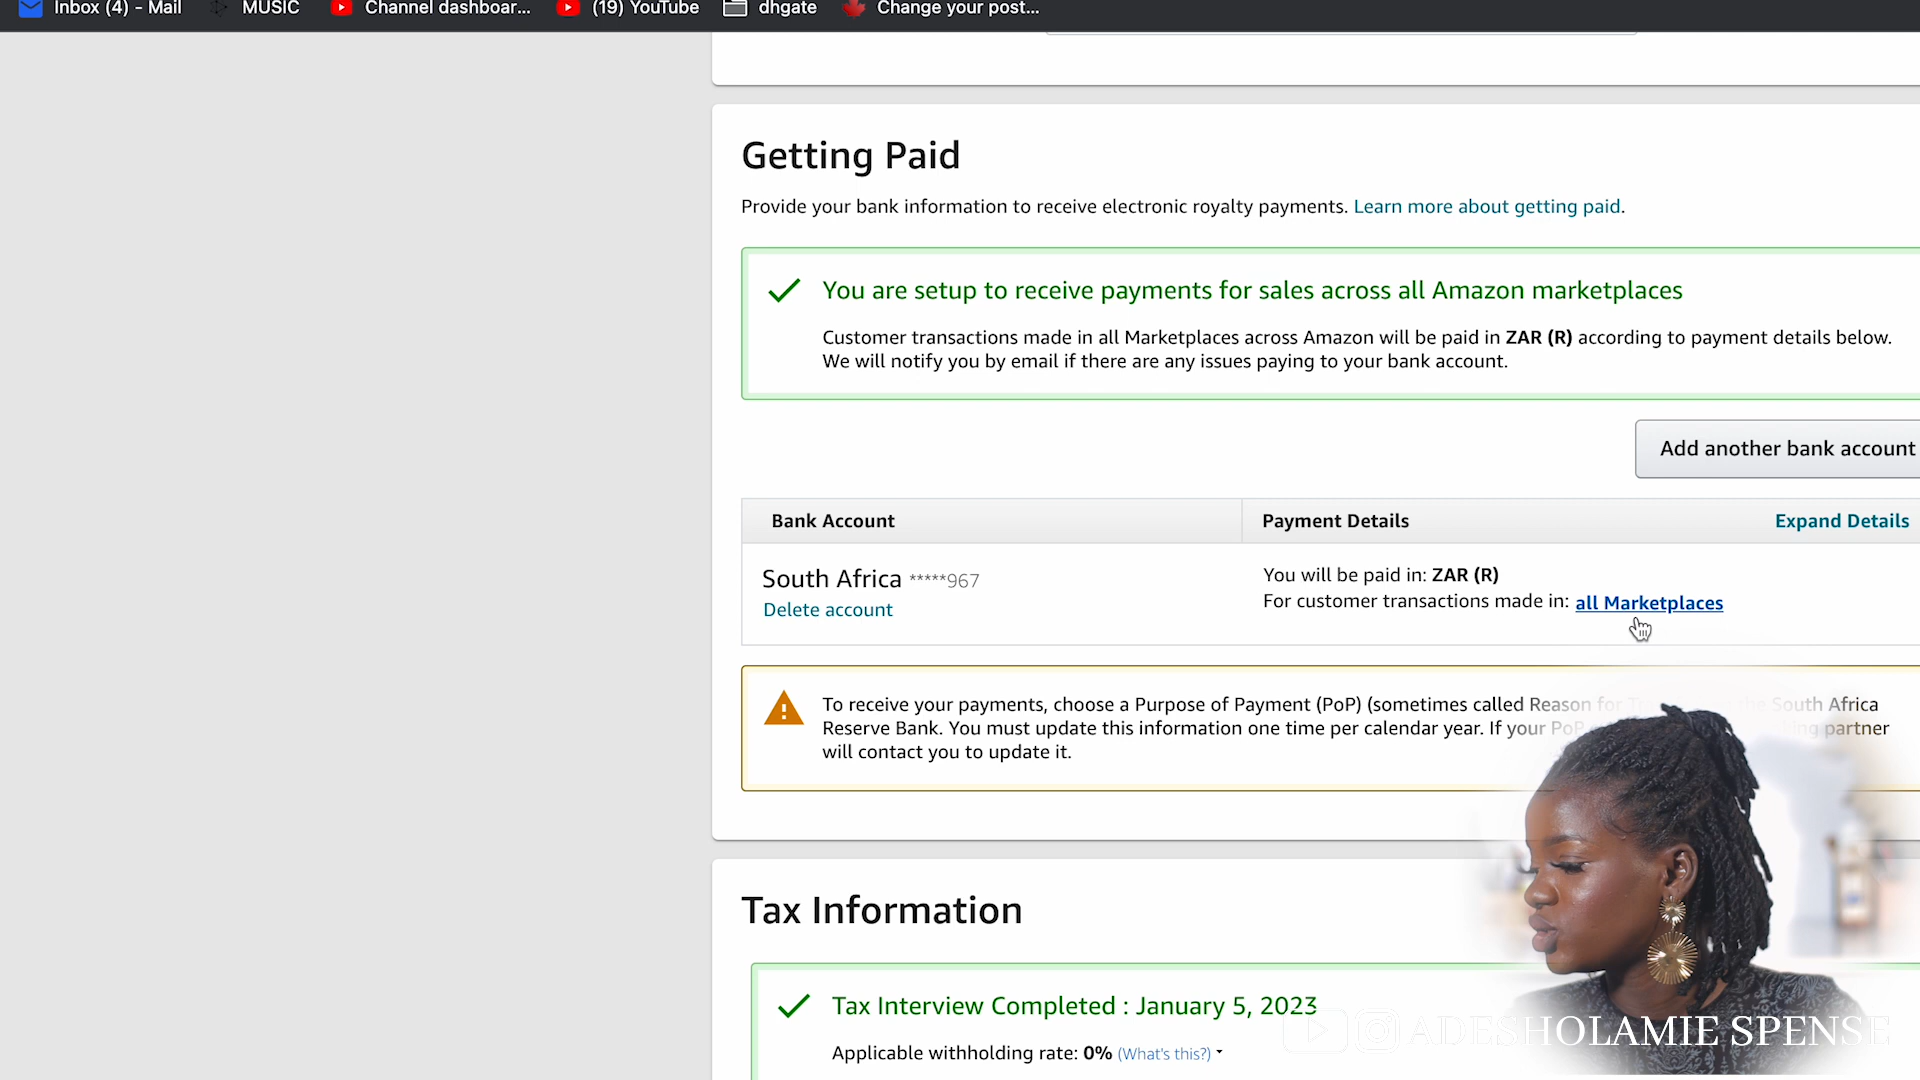 Inbox (4) - Mail
MUSIC
Channel dashboar...
(19) YouTube
dhgate
Change your post...
Getting Paid
Provide your bank information to receive electronic royalty payments. Learn more about getting paid.
You are setup to receive payments for sales across all Amazon marketplaces
Customer transactions made in all Marketplaces across Amazon will be paid in ZAR (R) according to payment details below.
We will notify you by email if there are any issues paying to your bank account.
Add another bank account
Bank Account
Payment Details
Expand Details
South Africa *****967
Delete account
You will be paid in: ZAR (R)
For customer transactions made in: all Marketplaces
To receive your payments, choose a Purpose of Payment (PoP) (sometimes called Reason for the South Africa
Reserve Bank. You must update this information one time per calendar year. If your PoP partner
will contact you to update it.
Tax Information
Tax Interview Completed : January 5, 2023
Applicable withholding rate: 0% (What's this?)
ADESHOLAMIE SPENSE